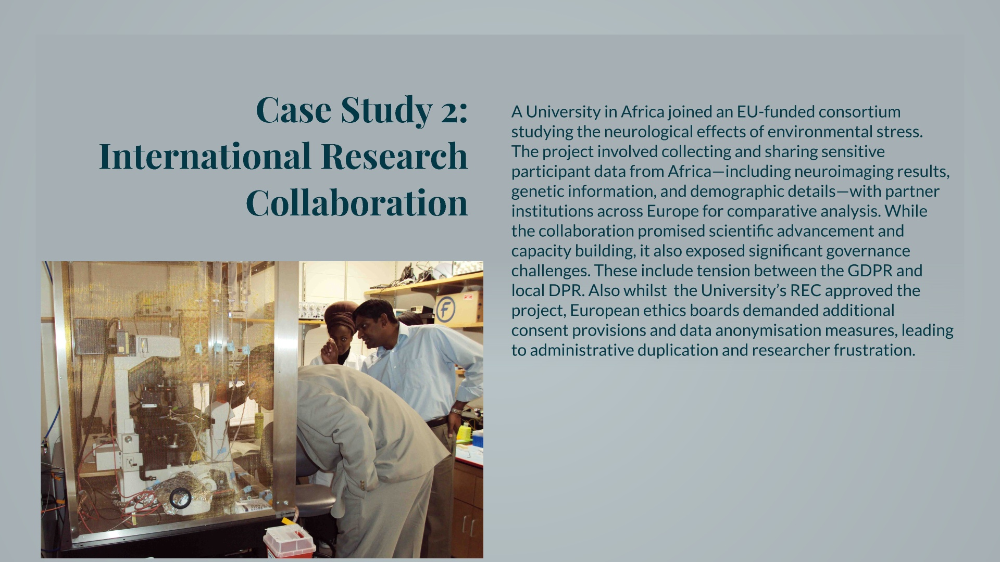 Case Study 2:
International Research
Collaboration
A University in Africa joined an EU-funded consortium
studying the neurological effects of environmental stress.
The project involved collecting and sharing sensitive
participant data from Africa—including neuroimaging results,
genetic information, and demographic details—with partner
institutions across Europe for comparative analysis. While
the collaboration promised scientific advancement and
capacity building, it also exposed significant governance
challenges. These include tension between the GDPR and
local DPR. Also whilst  the University’s REC approved the
project, European ethics boards demanded additional
consent provisions and data anonymisation measures, leading
to administrative duplication and researcher frustration.
F